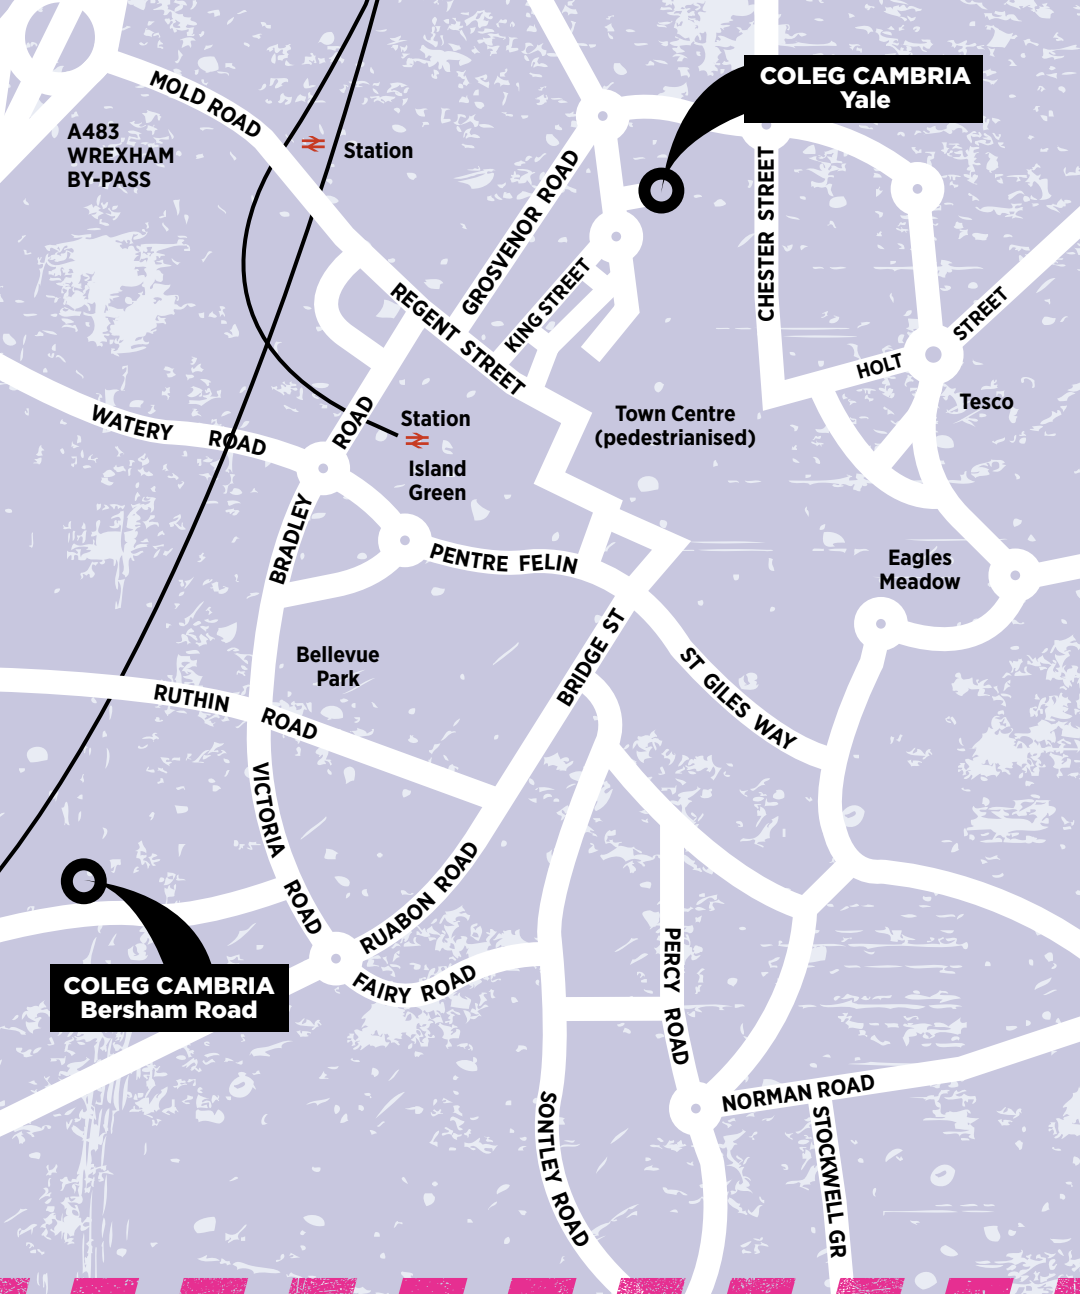 COLEG CAMBRIA
Yale
MOLD ROAD
A483
WREXHAM
BY-PASS
Station
GROSVENOR ROAD
CHESTER STREET
KING STREET
REGENT STREET
HOLT STREET
Tesco
Town Centre
(pedestrianised)
WATERY ROAD
BRADLEY ROAD
Station
Island
Green
PENTRE FELIN
Eagles
Meadow
Bellevue
Park
BRIDGE ST
ST GILES WAY
RUTHIN ROAD
VICTORIA ROAD
RUABON ROAD
FAIRY ROAD
COLEG CAMBRIA
Bersham Road
PERCY ROAD
NORMAN ROAD
SONTLEY ROAD
STOCKWELL GR